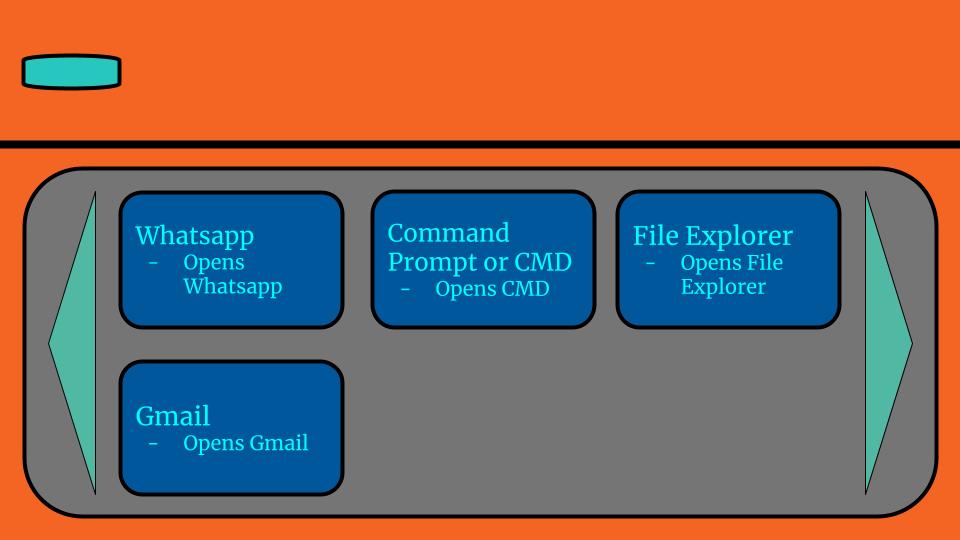 Whatsapp
- Opens
Whatsapp
Command
Prompt or CMD
- Opens CMD
File Explorer
- Opens File
Explorer
Gmail
- Opens Gmail